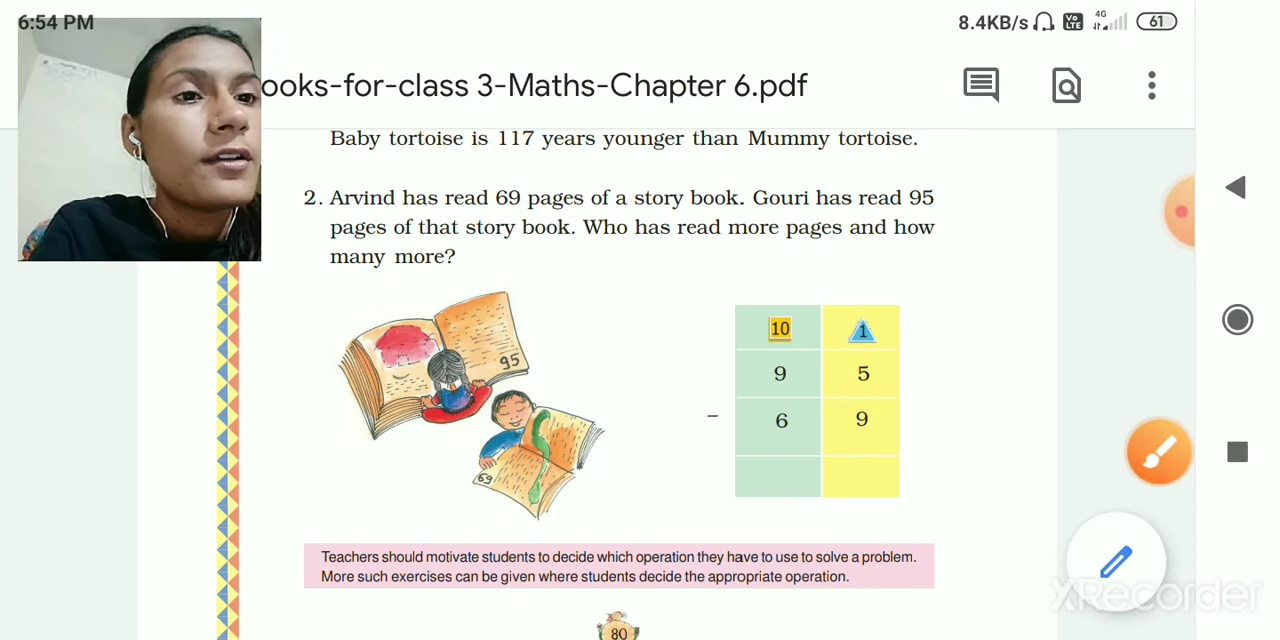 6:54 PM
8.4KB/s Vo LTE 4G 61
ooks-for-class 3-Maths-Chapter 6.pdf
Baby tortoise is 117 years younger than Mummy tortoise.
2. Arvind has read 69 pages of a story book. Gouri has read 95
pages of that story book. Who has read more pages and how
many more?
95
69
10 1
9 5
– 6 9
Teachers should motivate students to decide which operation they have to use to solve a problem.
More such exercises can be given where students decide the appropriate operation.
80
XRecorder